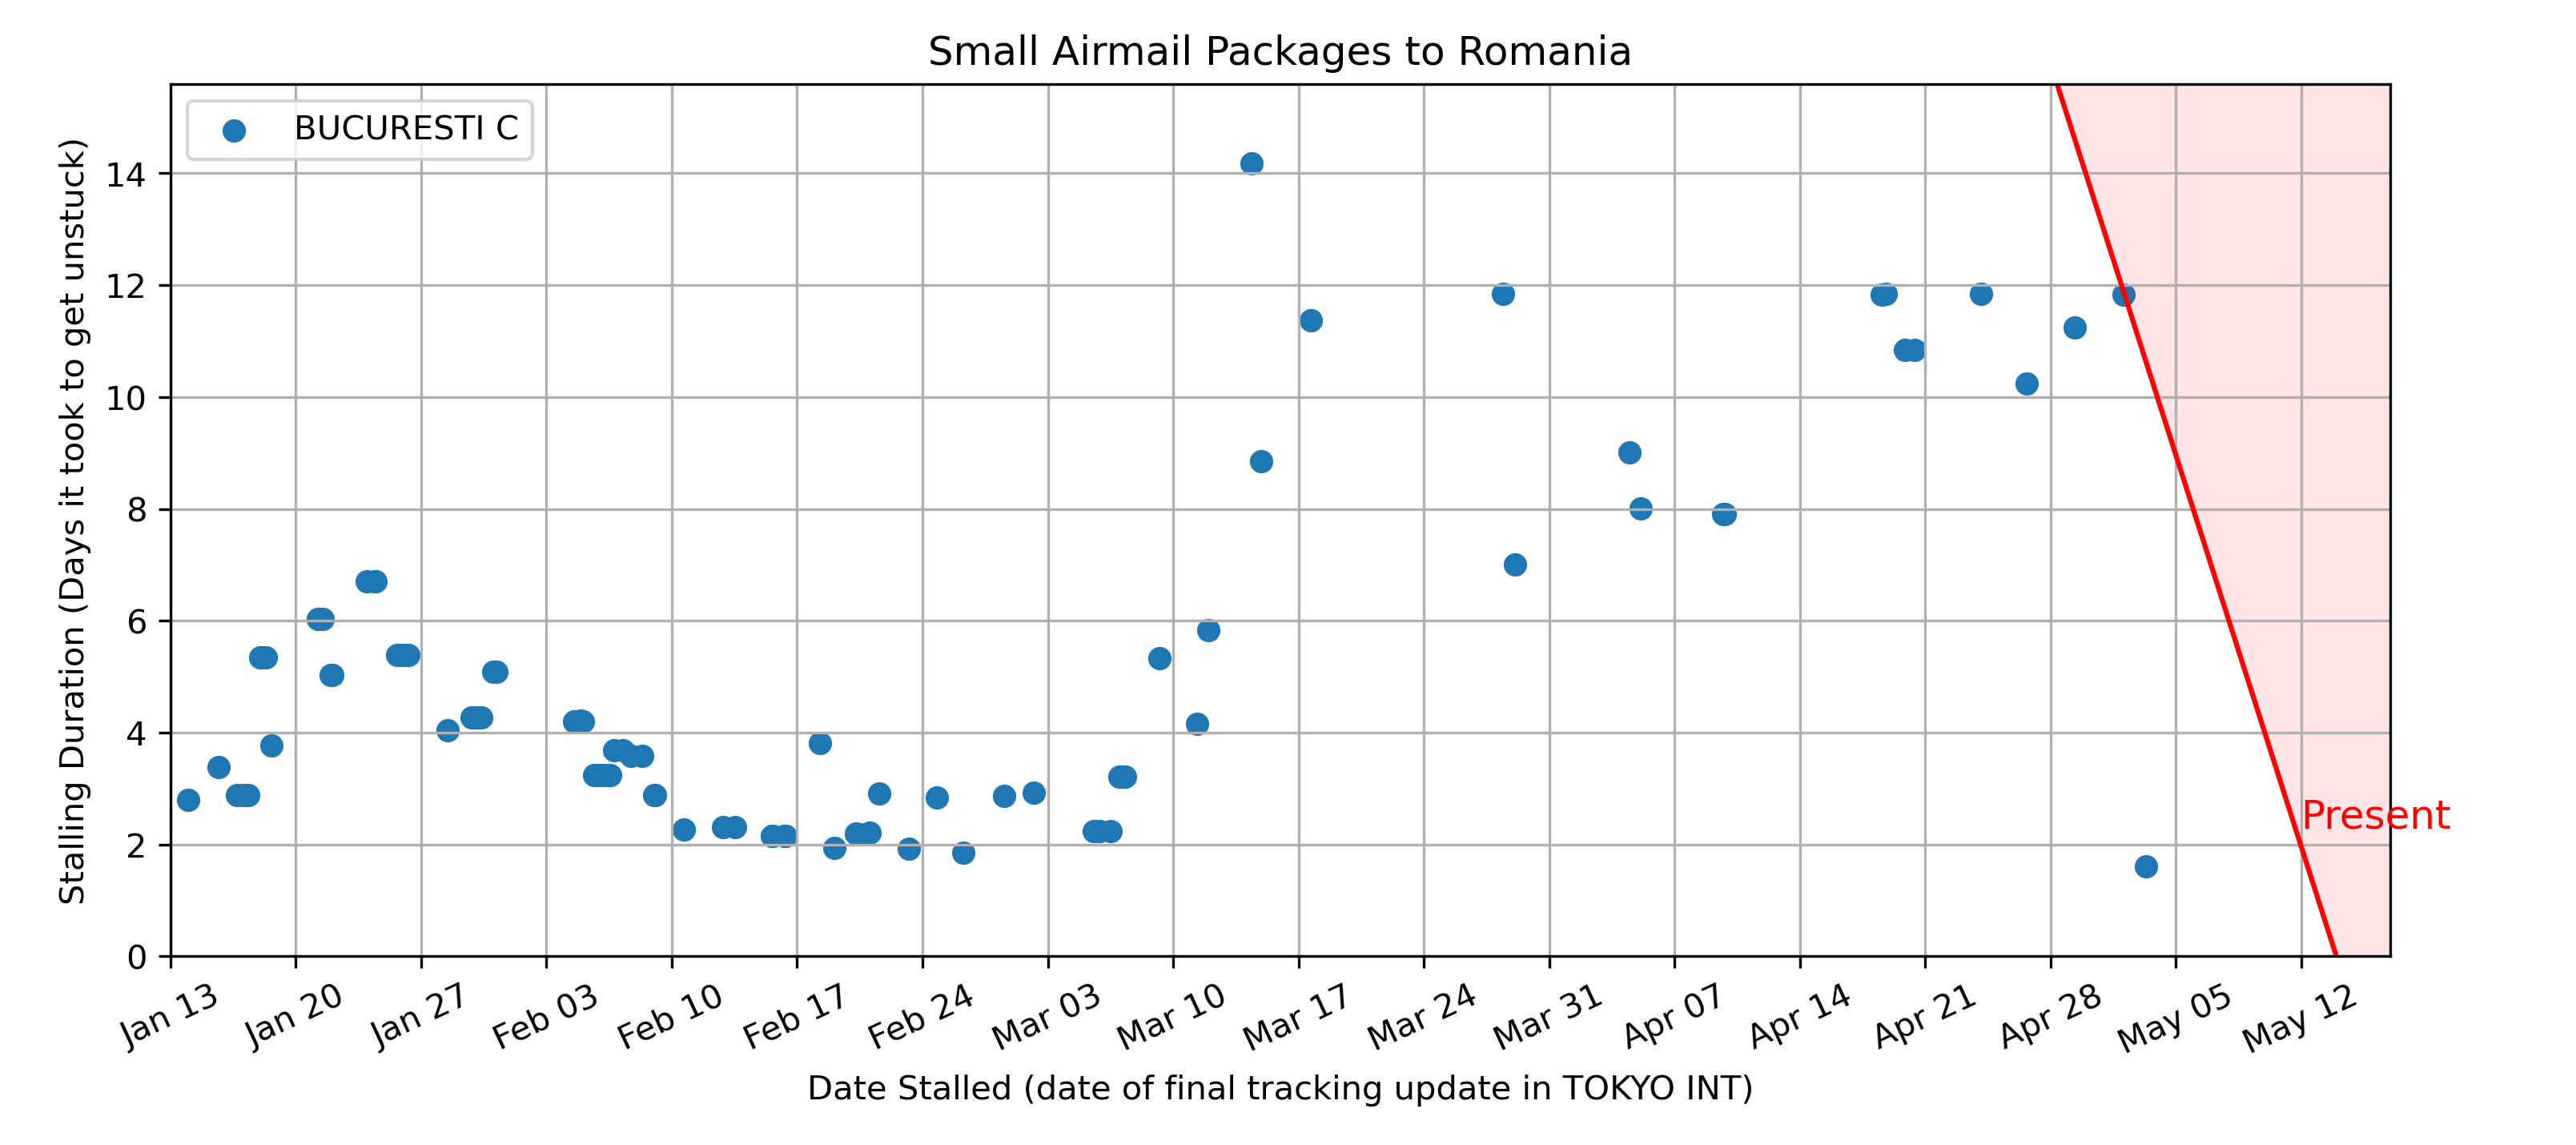 Small Airmail Packages to Romania
BUCURESTI C
Stalling Duration (Days it took to get unstuck)
14
12
10
8
6
4
2
0
Present
Jan 13
Jan 20
Jan 27
Feb 03
Feb 10
Feb 17
Feb 24
Mar 03
Mar 10
Mar 17
Mar 24
Mar 31
Apr 07
Apr 14
Apr 21
Apr 28
May 05
May 12
Date Stalled (date of final tracking update in TOKYO INT)